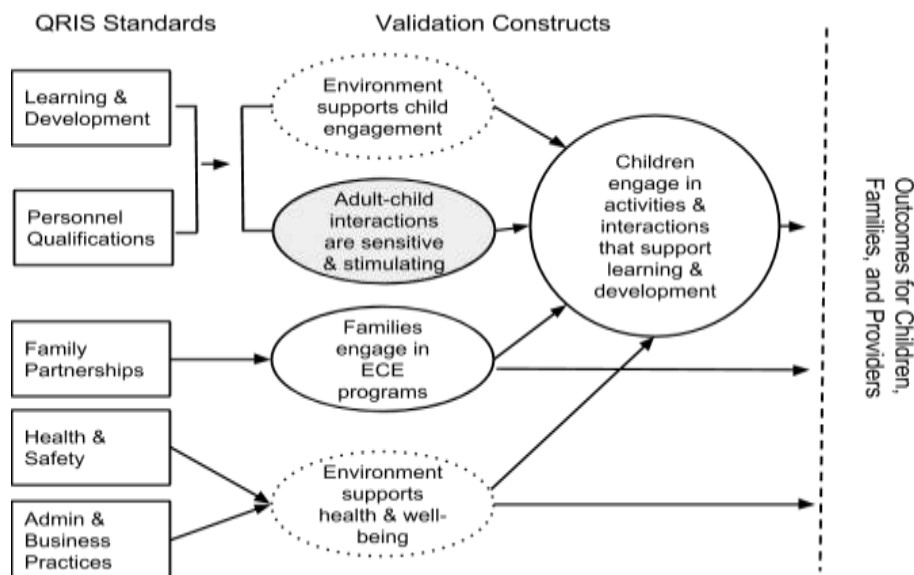 QRIS Standards
Validation Constructs
Learning &
Development
Personnel
Qualifications
Family
Partnerships
Health &
Safety
Admin &
Business
Practices
Environment
supports child
engagement
Adult-child
interactions
are sensitive
& stimulating
Families
engage in
ECE
programs
Environment
supports
health & well-
being
Children
engage in
activities &
interactions
that support
learning &
development
Outcomes for Children,
Families, and Providers